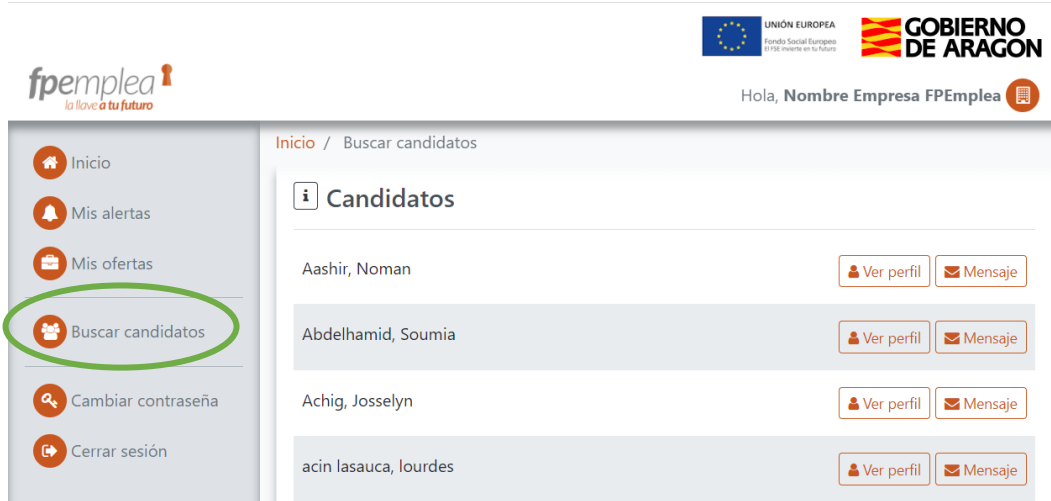 UNIÓN EUROPEA
Fondo Social Europeo
El FSE invierte en tu futuro
GOBIERNO
DE ARAGON
fpemplea
la llave a tu futuro
Hola, Nombre Empresa FPEmplea
Inicio
Mis alertas
Mis ofertas
Buscar candidatos
Cambiar contraseña
Cerrar sesión
Inicio / Buscar candidatos
i Candidatos
Aashir, Noman Ver perfil Mensaje
Abdelhamid, Soumia Ver perfil Mensaje
Achig, Josselyn Ver perfil Mensaje
acin lasauca, lourdes Ver perfil Mensaje